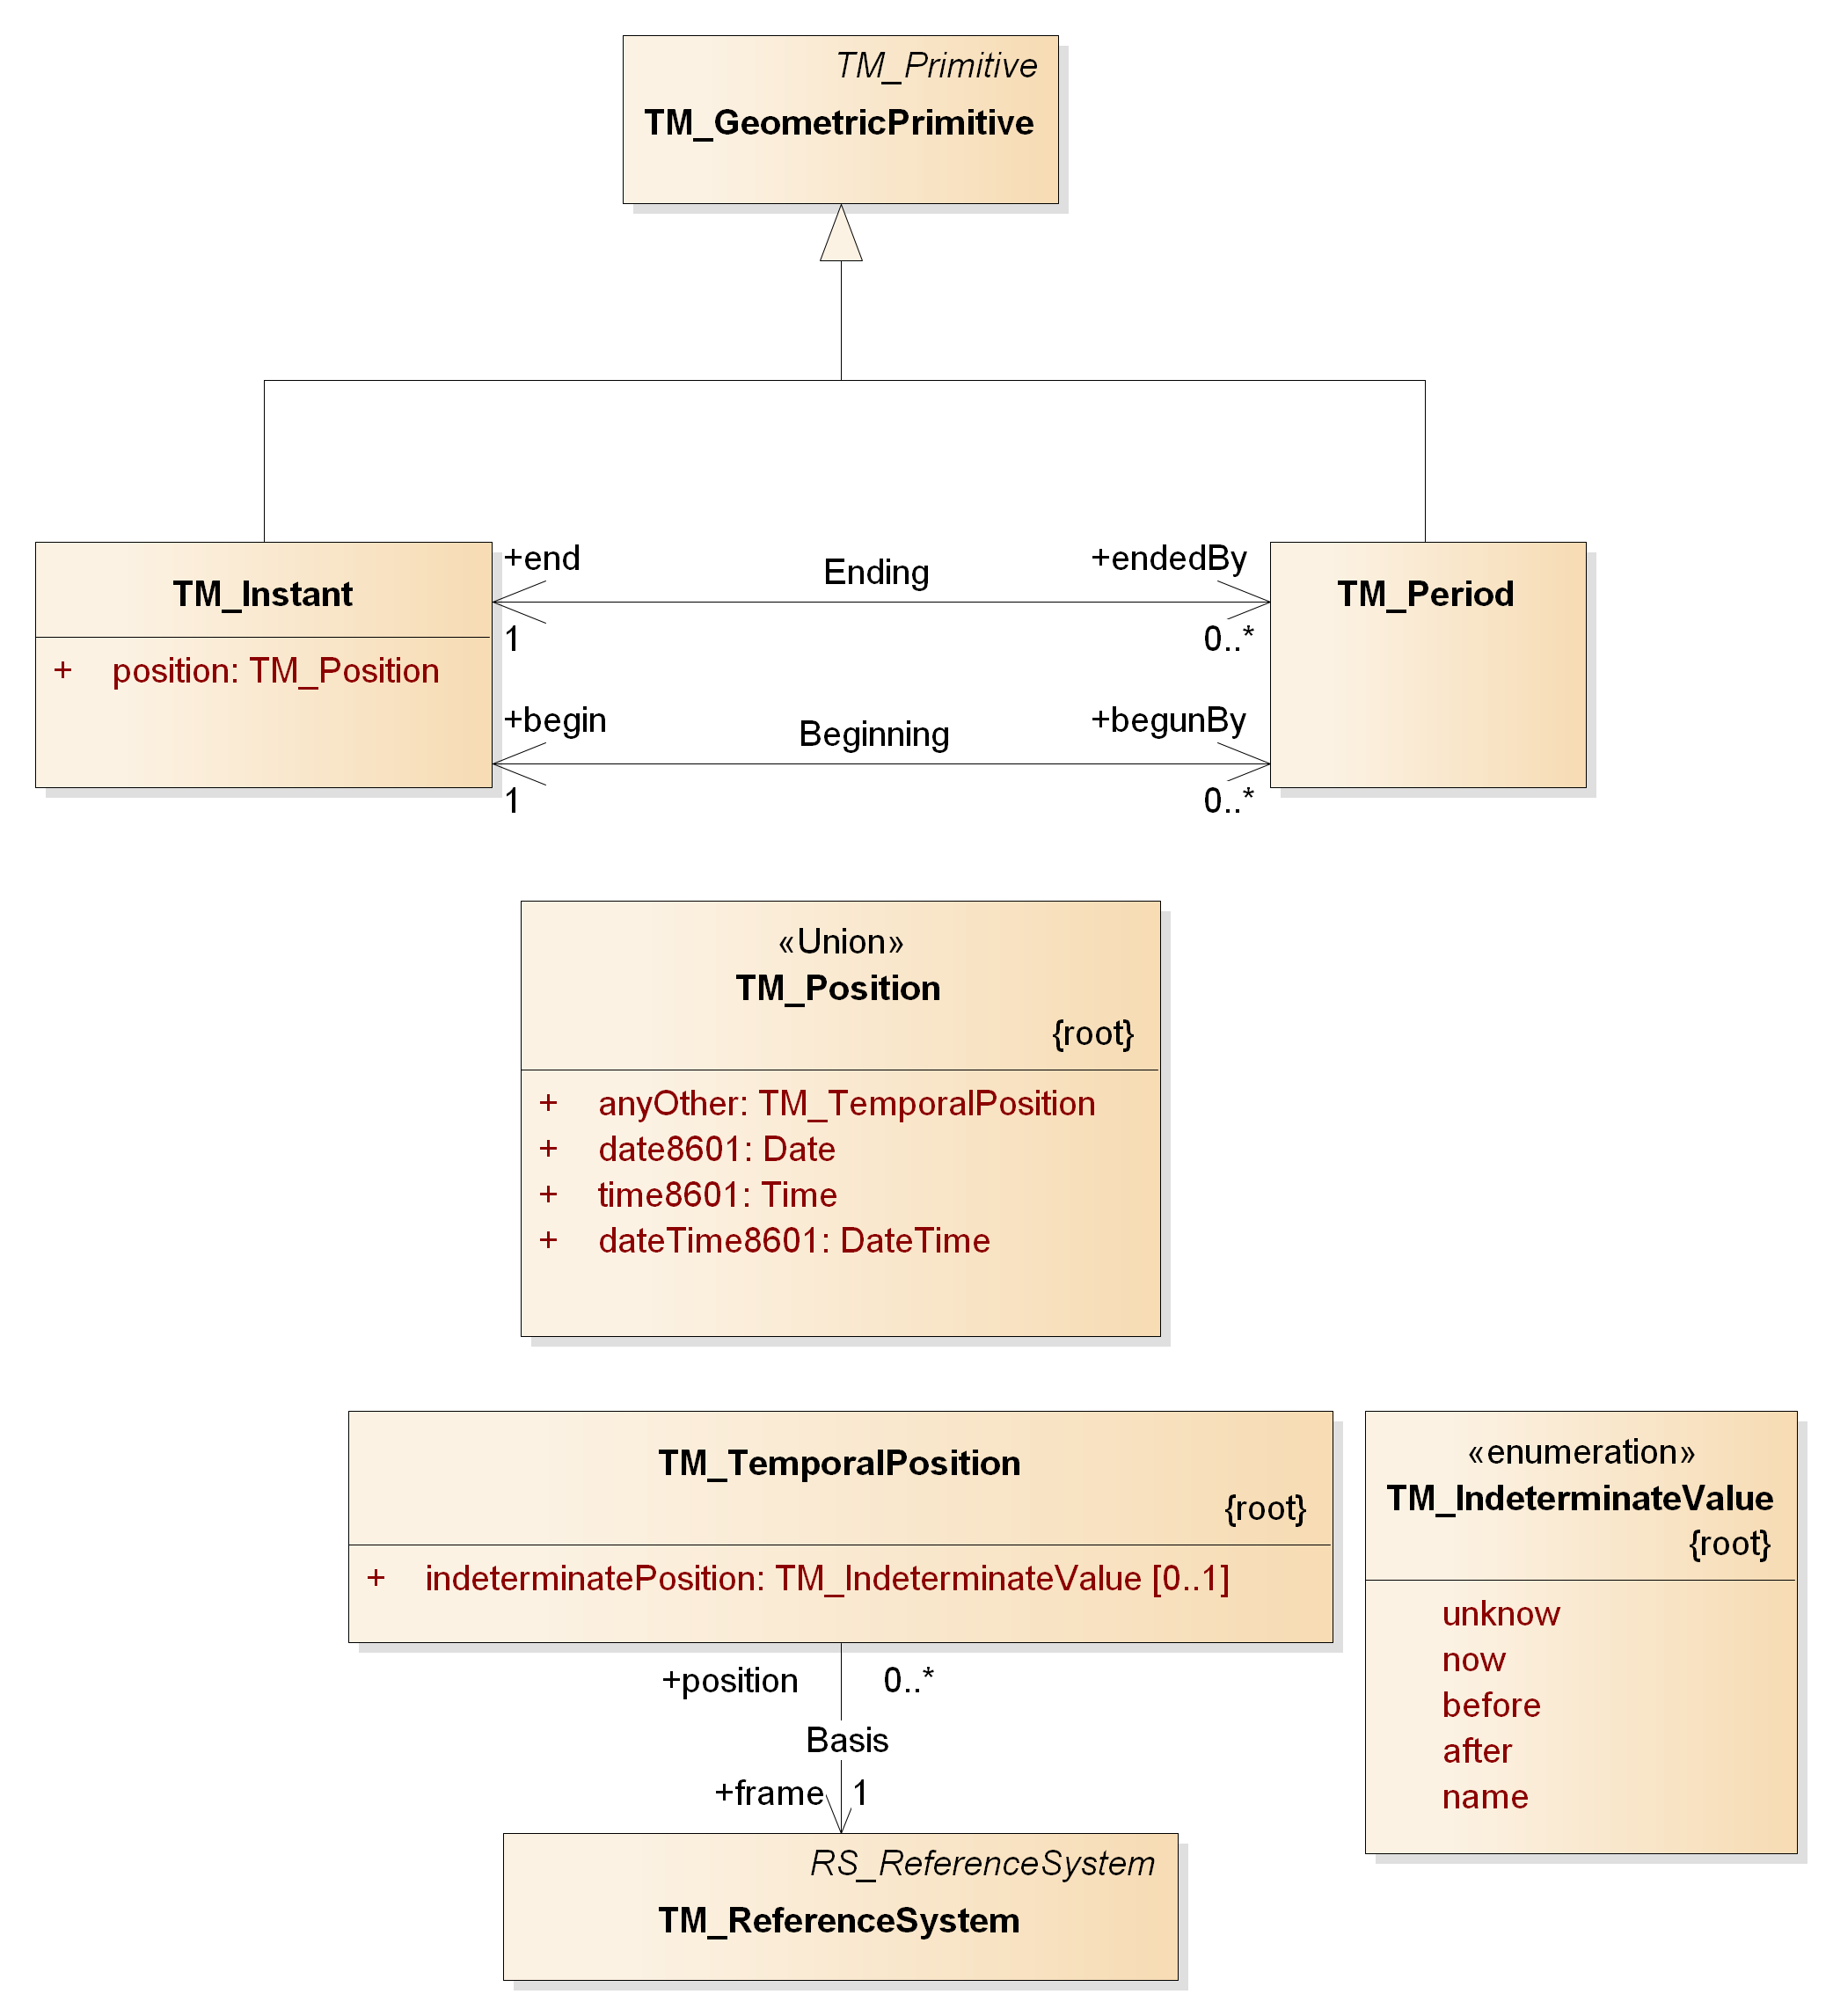 TM_Primitive
TM_GeometricPrimitive
+end
Ending
+endedBy
TM_Instant
TM_Period
1
0..*
+ position: TM_Position
+begin
Beginning
+begunBy
1
0..*
«Union»
TM_Position
{root}
+ anyOther: TM_TemporalPosition
+ date8601: Date
+ time8601: Time
+ dateTime8601: DateTime
TM_TemporalPosition
{root}
+ indeterminatePosition: TM_IndeterminateValue [0..1]
«enumeration»
TM_IndeterminateValue
{root}
unknow
now
before
after
name
+position
0..*
Basis
+frame
1
RS_ReferenceSystem
TM_ReferenceSystem